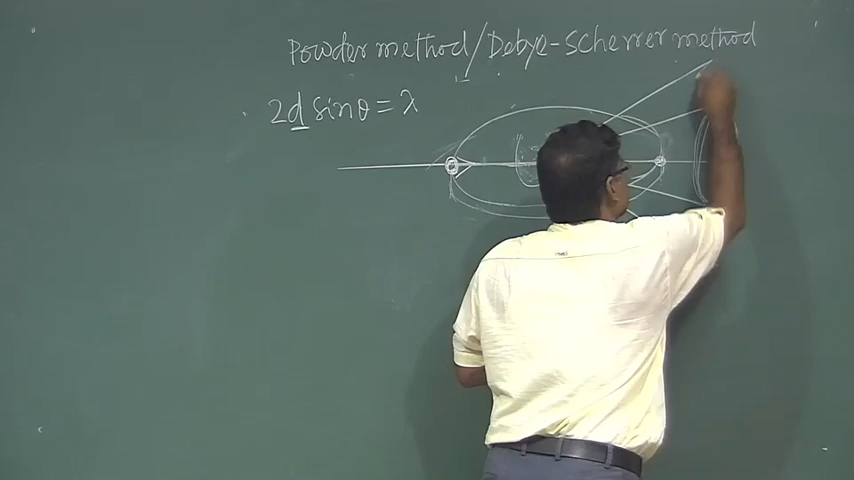 Powder method/Debye-Scherrer method
2d sinθ = λ